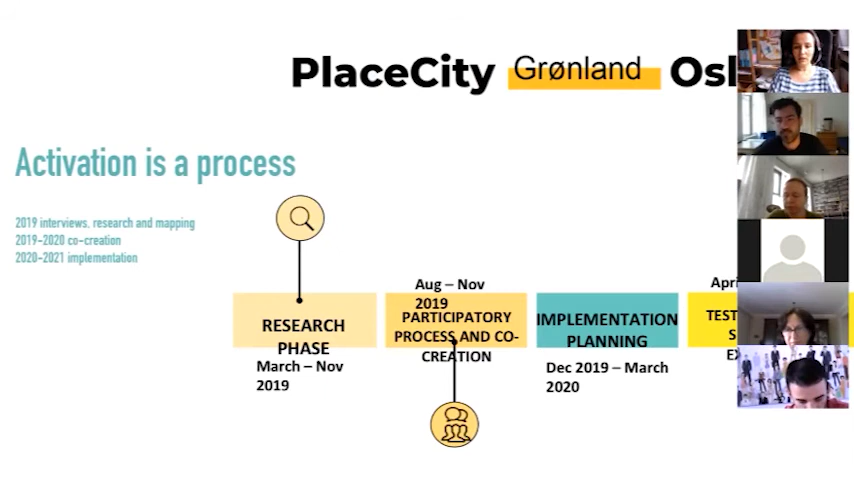 PlaceCity Grønland Osl
Activation is a process
2019 interviews, research and mapping
2019-2020 co-creation
2020-2021 implementation
RESEARCH
PHASE
March – Nov
2019
Aug – Nov
2019
PARTICIPATORY
PROCESS AND CO-
CREATION
IMPLEMENTATION
PLANNING
Dec 2019 – March
2020
April
TEST
S
EX